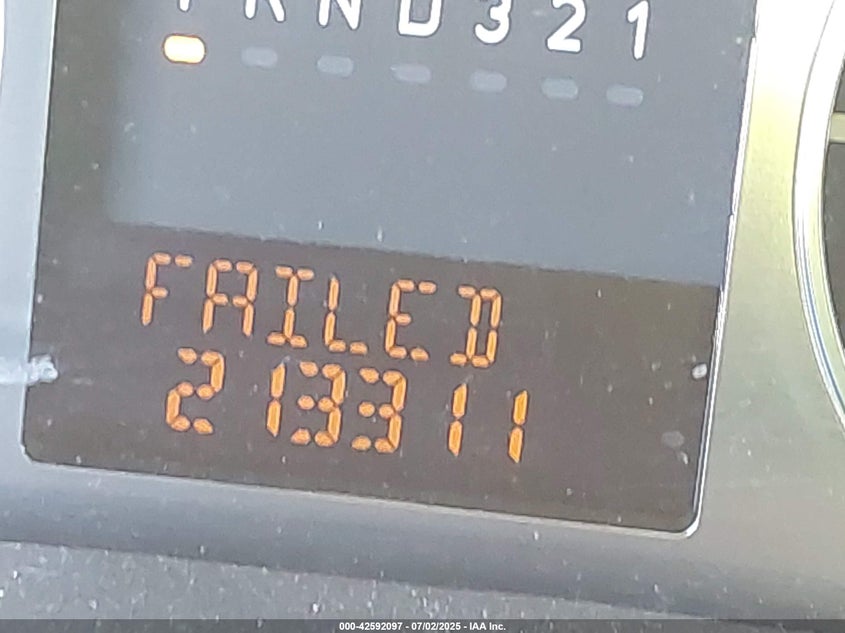 P R N D 3 2 1
FAILED
213311
000-42592097 - 07/02/2025 - IAA Inc.